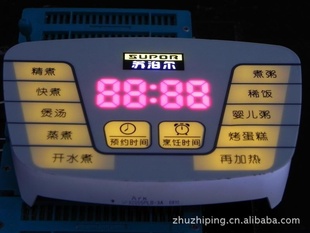 SUPOR
苏泊尔
88:88
精煮
快煮
煲汤
蒸煮
开水煮
预约时间
烹饪时间
煮粥
稀饭
婴儿粥
烤蛋糕
再加热
zhuzhiping.cn.alibaba.com